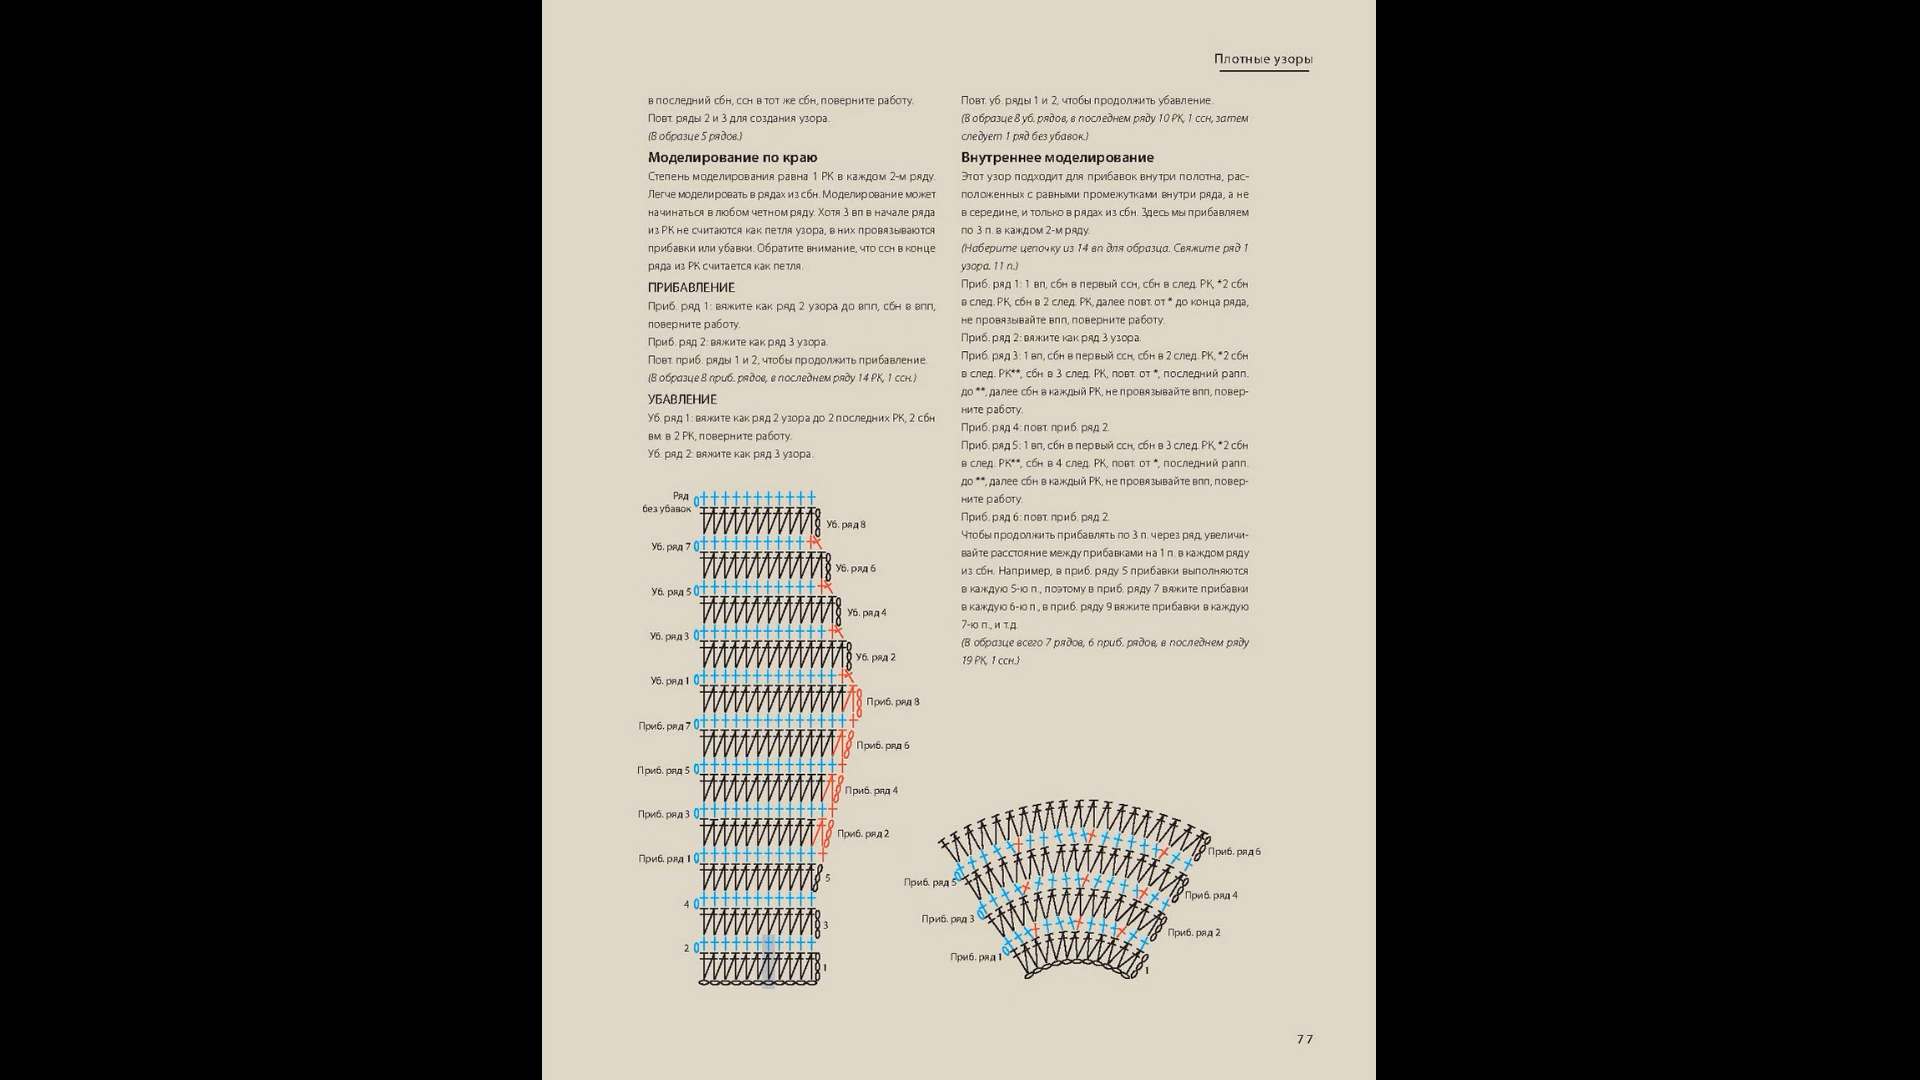 Плотные узоры
в последний сбн, ссн в тот же сбн, поверните работу.
Повт. ряды 2 и 3 для создания узора.
(В образце 5 рядов.)
Моделирование по краю
Степень моделирования равна 1 РК в каждом 2-м ряду.
Легче моделировать в рядах из сбн. Моделирование может
начинаться в любом четном ряду. Хотя 3 вп в начале ряда
из РК не считаются как петля узора, в них провязываются
прибавки или убавки. Обратите внимание, что ссн в конце
ряда из РК считается как петля.
ПРИБАВЛЕНИЕ
Приб. ряд 1: вяжите как ряд 2 узора до впп, сбн в впп,
поверните работу.
Приб. ряд 2: вяжите как ряд 3 узора.
Повт. приб. ряды 1 и 2, чтобы продолжить прибавление.
(В образце 8 приб. рядов, в последнем ряду 14 РК, 1 ссн.)
УБАВЛЕНИЕ
Уб. ряд 1: вяжите как ряд 2 узора до 2 последних РК, 2 сбн
вм. в 2 РК, поверните работу.
Уб. ряд 2: вяжите как ряд 3 узора.
Повт. уб. ряды 1 и 2, чтобы продолжить убавление.
(В образце 8 уб. рядов, в последнем ряду 10 РК, 1 ссн, затем
следует 1 ряд без убавок.)
Внутреннее моделирование
Этот узор подходит для прибавок внутри полотна, рас-
положенных с равными промежутками внутри ряда, а не
в середине, и только в рядах из сбн. Здесь мы прибавляем
по 3 п. в каждом 2-м ряду.
(Наберите цепочку из 14 вп для образца. Свяжите ряд 1
узора. 11 п.)
Приб. ряд 1: 1 вп, сбн в первый ссн, сбн в след. РК, *2 сбн
в след. РК, сбн в 2 след. РК, далее повт. от * до конца ряда,
не провязывайте впп, поверните работу.
Приб. ряд 2: вяжите как ряд 3 узора.
Приб. ряд 3: 1 вп, сбн в первый ссн, сбн в 2 след. РК, *2 сбн
в след. РК**, сбн в 3 след. РК, повт. от *, последний рапп.
до **, далее сбн в каждый РК, не провязывайте впп, повер-
ните работу.
Приб. ряд 4: повт. приб. ряд 2.
Приб. ряд 5: 1 вп, сбн в первый ссн, сбн в 3 след. РК, *2 сбн
в след. РК**, сбн в 4 след. РК, повт. от *, последний рапп.
до **, далее сбн в каждый РК, не провязывайте впп, повер-
ните работу.
Приб. ряд 6: повт. приб. ряд 2.
Чтобы продолжить прибавлять по 3 п. через ряд, увеличи-
вайте расстояние между прибавками на 1 п. в каждом ряду
из сбн. Например, в приб. ряду 5 прибавки выполняются
в каждую 5-ю п., поэтому в приб. ряду 7 вяжите прибавки
в каждую 6-ю п., в приб. ряду 9 вяжите прибавки в каждую
7-ю п., и т.д.
(В образце всего 7 рядов, 6 приб. рядов, в последнем ряду
19 РК, 1 ссн.)
Ряд
без убавок
Уб. ряд 8
Уб. ряд 7
Уб. ряд 6
Уб. ряд 5
Уб. ряд 4
Уб. ряд 3
Уб. ряд 2
Уб. ряд 1
Приб. ряд 8
Приб. ряд 7
Приб. ряд 6
Приб. ряд 5
Приб. ряд 4
Приб. ряд 3
Приб. ряд 2
Приб. ряд 1
5
4
3
2
1
Приб. ряд 6
Приб. ряд 5
Приб. ряд 4
Приб. ряд 3
Приб. ряд 2
Приб. ряд 1
1
77